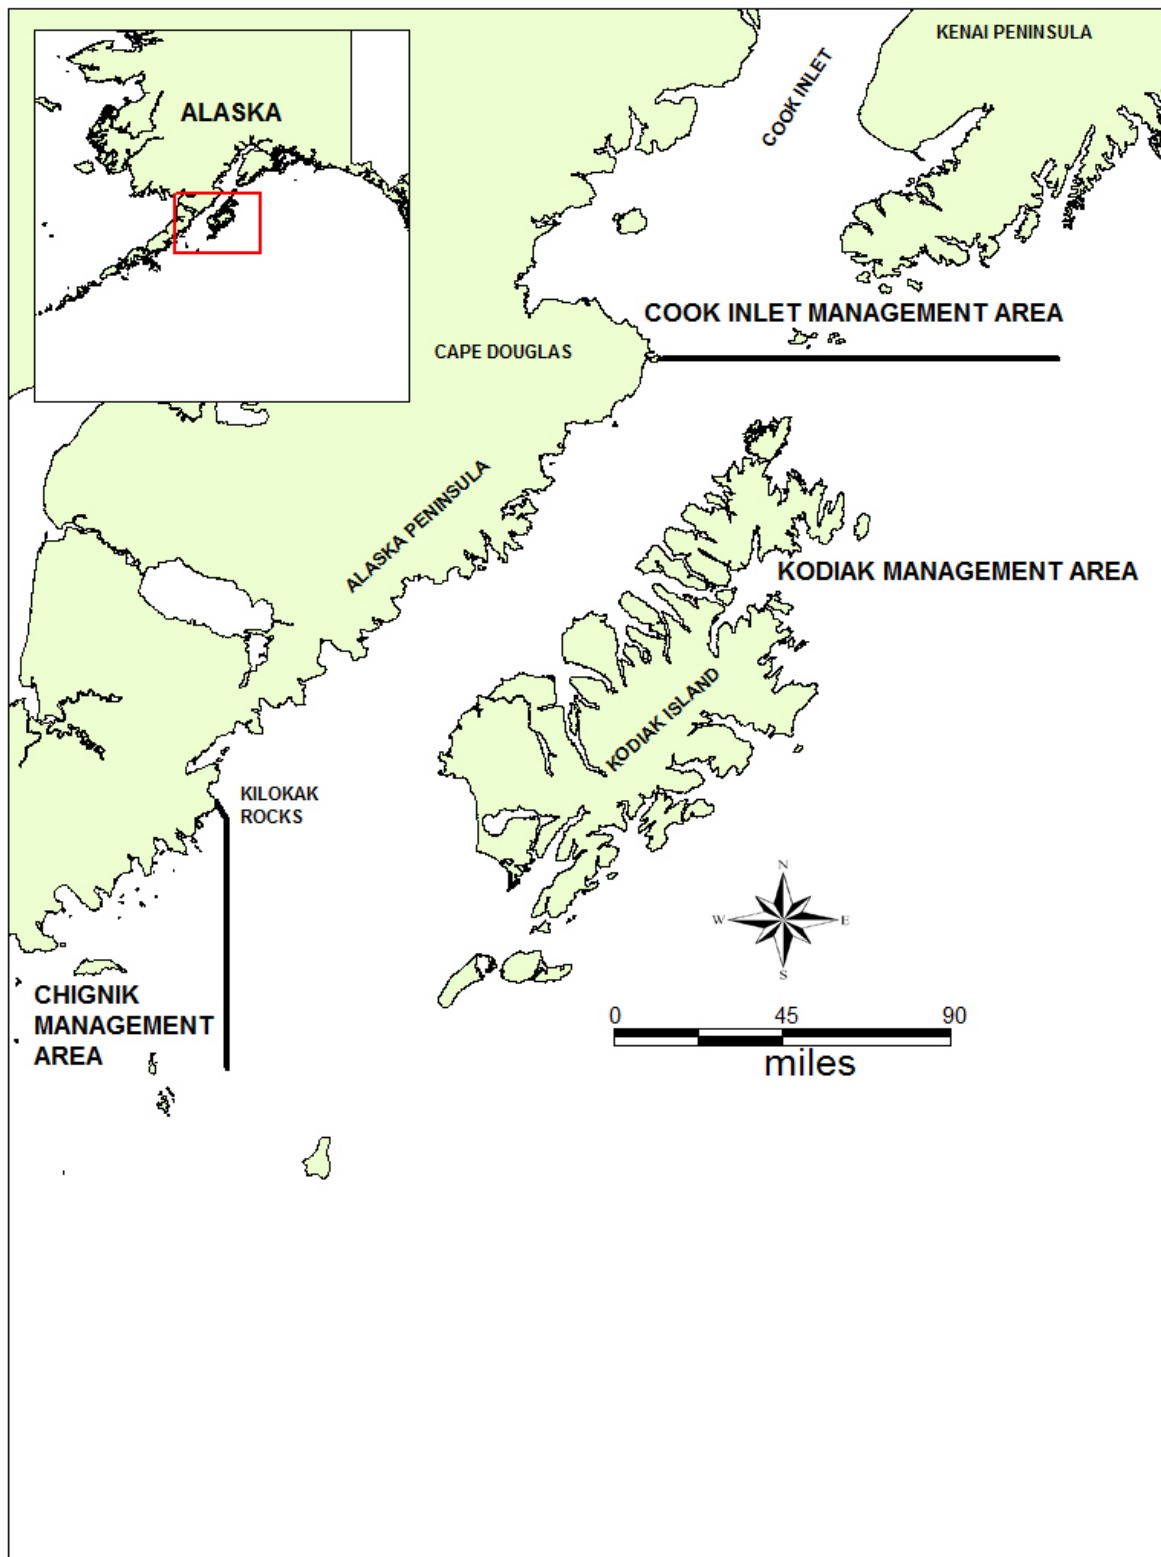 KENAI PENINSULA
COOK INLET
ALASKA
COOK INLET MANAGEMENT AREA
CAPE DOUGLAS
ALASKA PENINSULA
KODIAK MANAGEMENT AREA
KODIAK ISLAND
KILOKAK
ROCKS
N
W
E
S
CHIGNIK
MANAGEMENT
AREA
0 45 90
miles